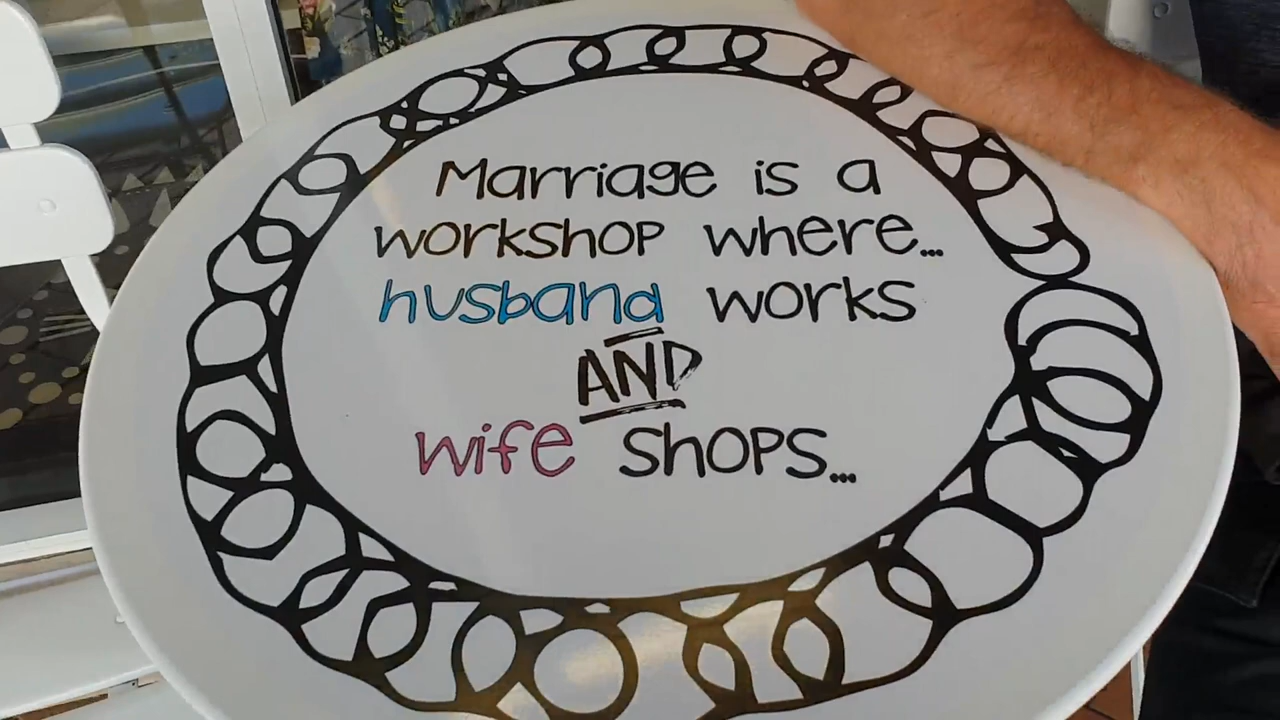 Marriage is a
workshop where...
husband works
AND
wife shops...